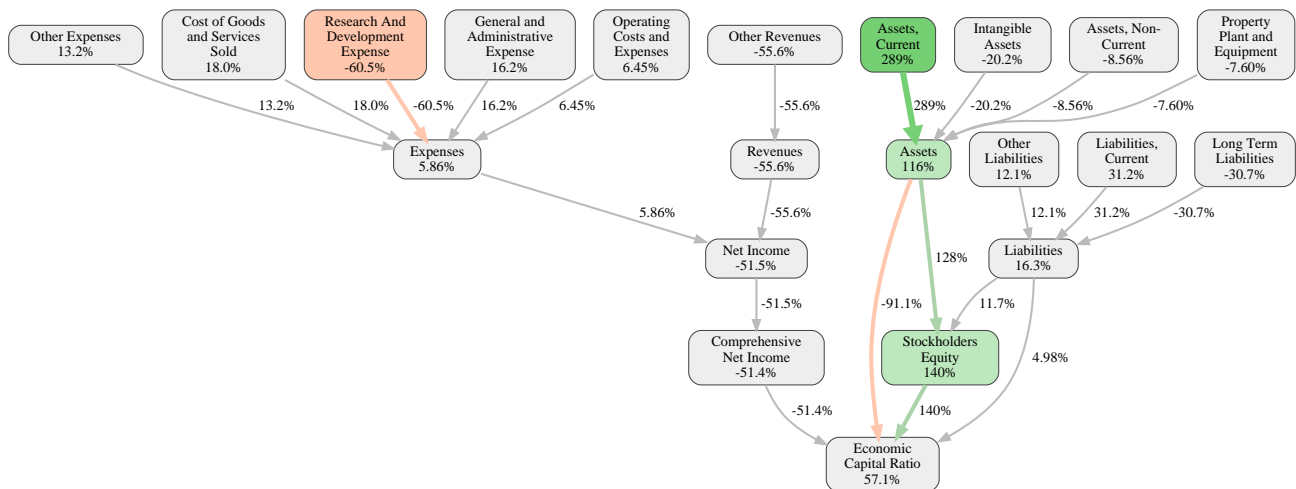 Other Expenses
13.2%
Cost of Goods
and Services
Sold
18.0%
Research And
Development
Expense
-60.5%
General and
Administrative
Expense
16.2%
Operating
Costs and
Expenses
6.45%
Other Revenues
-55.6%
Assets,
Current
289%
Intangible
Assets
-20.2%
Assets, Non-
Current
-8.56%
Property
Plant and
Equipment
-7.60%
13.2%
18.0%
-60.5%
16.2%
6.45%
-55.6%
289%
-20.2%
-8.56%
-7.60%
Expenses
5.86%
Revenues
-55.6%
Assets
116%
Other
Liabilities
12.1%
Liabilities,
Current
31.2%
Long Term
Liabilities
-30.7%
5.86%
-55.6%
12.1%
31.2%
-30.7%
Net Income
-51.5%
128%
Liabilities
16.3%
-51.5%
-91.1%
11.7%
Comprehensive
Net Income
-51.4%
Stockholders
Equity
140%
4.98%
-51.4%
140%
Economic
Capital Ratio
57.1%